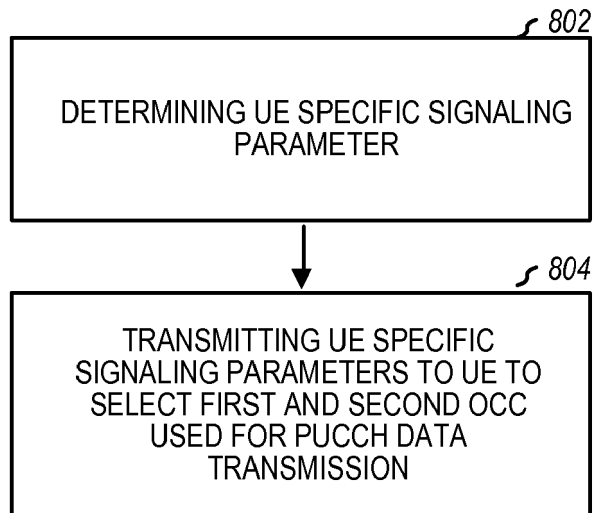 802
DETERMINING UE SPECIFIC SIGNALING
PARAMETER
804
TRANSMITTING UE SPECIFIC
SIGNALING PARAMETERS TO UE TO
SELECT FIRST AND SECOND OCC
USED FOR PUCCH DATA
TRANSMISSION